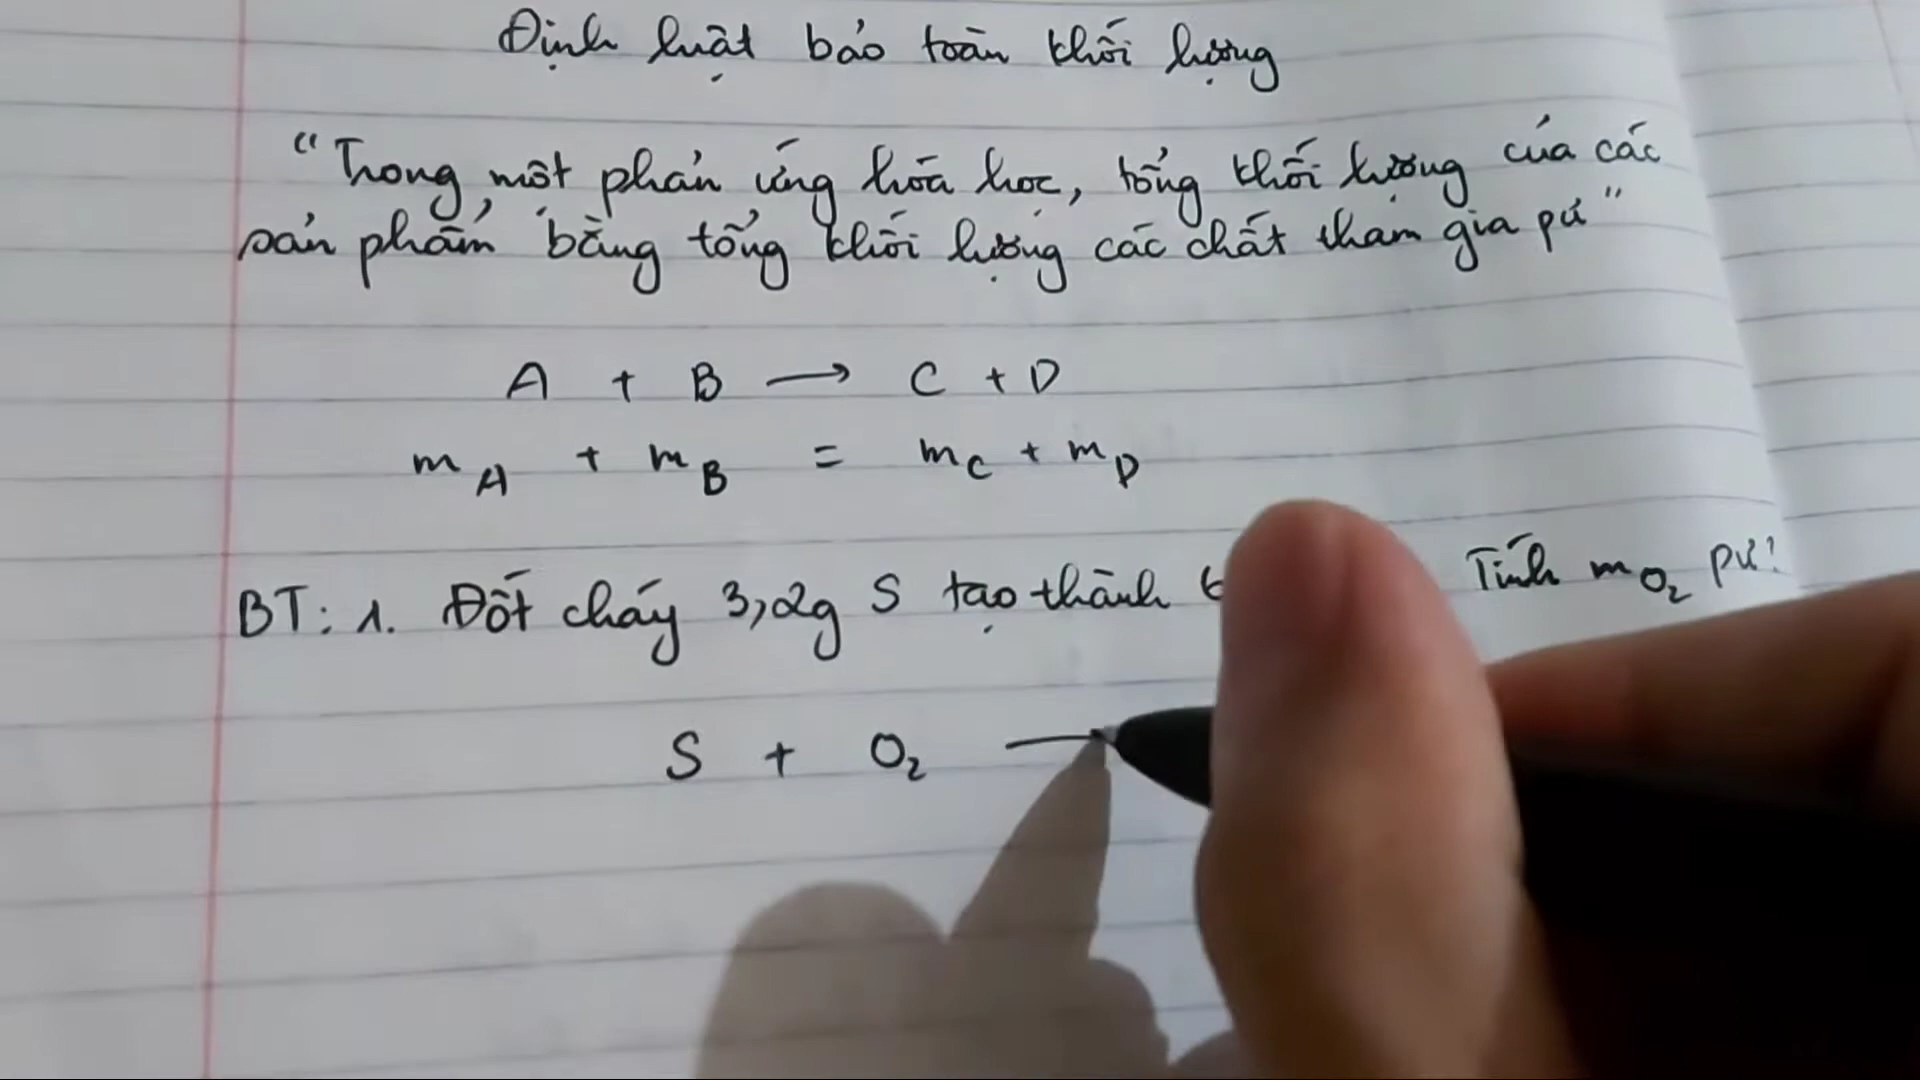 Định luật bảo toàn khối lượng
“Trong một phản ứng hóa học, tổng khối lượng của các
sản phẩm bằng tổng khối lượng các chất tham gia pứ”
A + B → C + D
mA + mB = mC + mD
BT: 1. Đốt cháy 3,2g S tạo thành 6 Tính mO2 pư?
S + O2